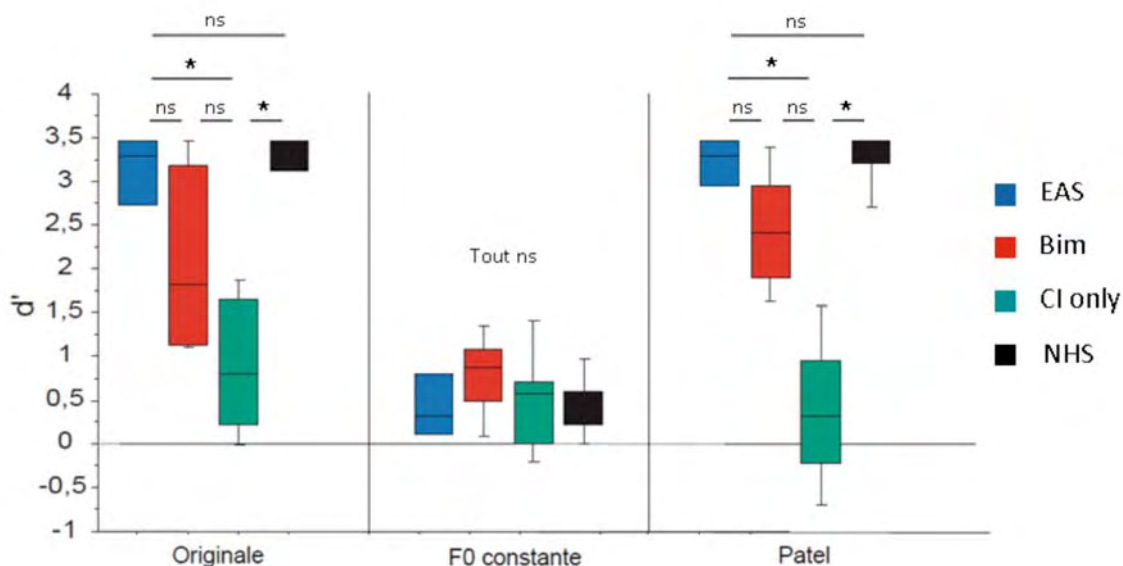 ns
ns
*
*
ns
ns
*
ns
ns
*
4
3,5
3
2,5
2
1,5
1
0,5
0
-0,5
-1
d'
Tout ns
EAS
Bim
CI only
NHS
Originale
F0 constante
Patel